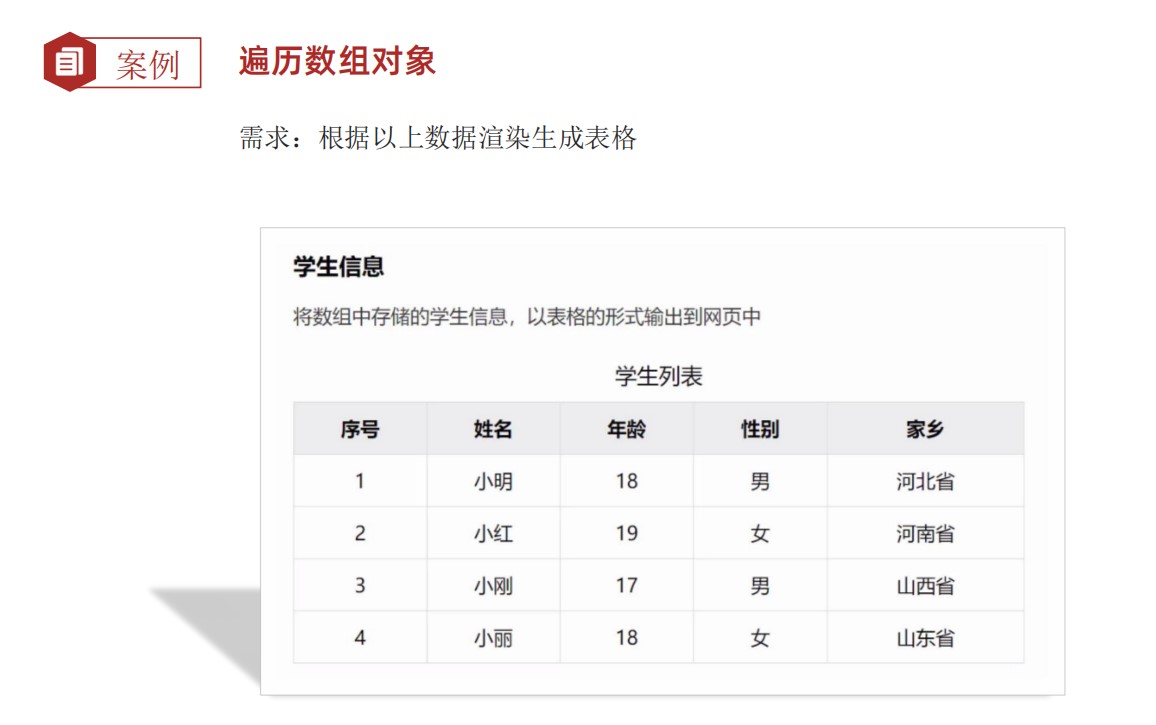 案例
遍历数组对象
需求：根据以上数据渲染生成表格
学生信息
将数组中存储的学生信息，以表格的形式输出到网页中
学生列表
序号 姓名 年龄 性别 家乡
1 小明 18 男 河北省
2 小红 19 女 河南省
3 小刚 17 男 山西省
4 小丽 18 女 山东省